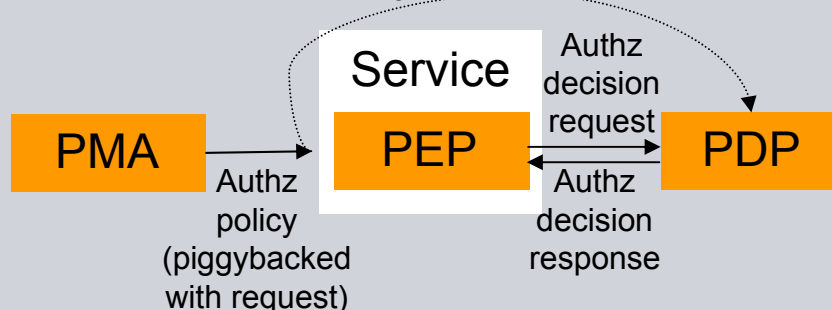 Service
PMA
PEP
PDP
Authz
decision
request
Authz
policy
(piggybacked
with request)
Authz
decision
response